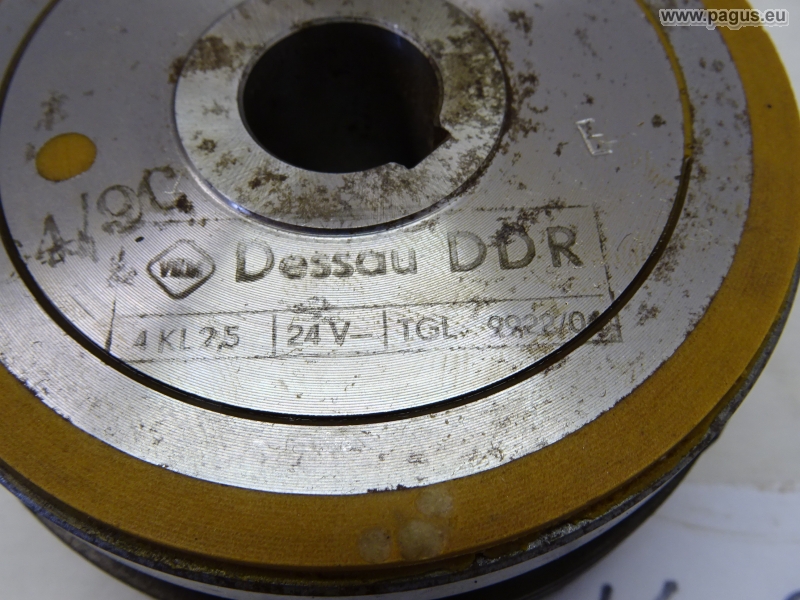 www.pagus.eu
E
4/90
VEM Dessau DDR
4 KL 2,5 24 V– TGL